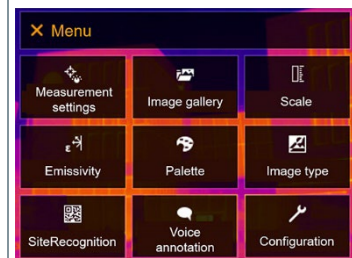 Menu
Measurement
settings
Image gallery
Scale
ε
Emissivity
Palette
Image type
SiteRecognition
Voice
annotation
Configuration